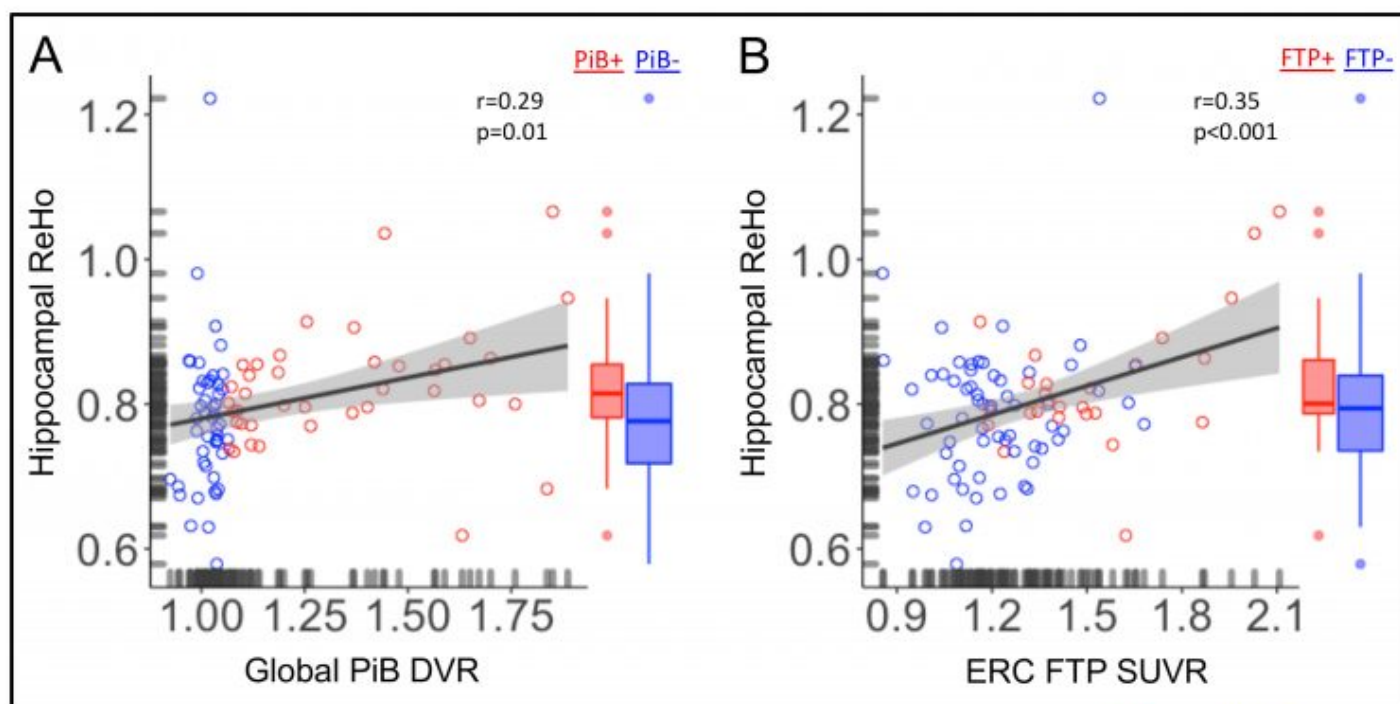 A
PiB+ PiB-
r=0.29
p=0.01
1.2
1.0
0.8
0.6
Hippocampal ReHo
1.00 1.25 1.50 1.75
Global PiB DVR
B
FTP+ FTP-
r=0.35
p<0.001
1.2
1.0
0.8
0.6
Hippocampal ReHo
0.9 1.2 1.5 1.8 2.1
ERC FTP SUVR